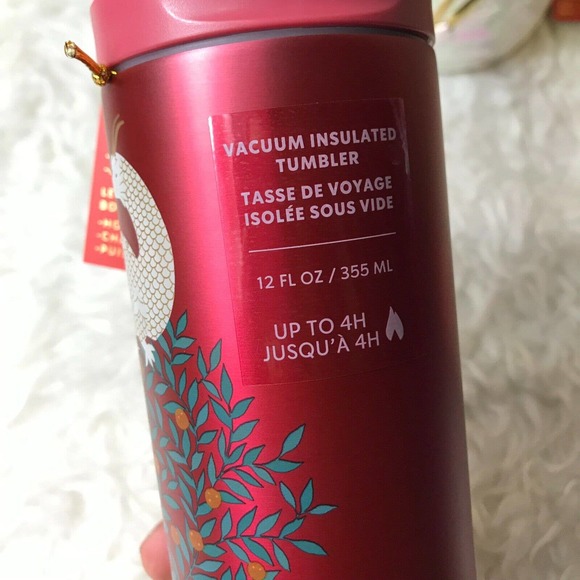 VACUUM INSULATED
TUMBLER
TASSE DE VOYAGE
ISOLÉE SOUS VIDE
12 FL OZ / 355 ML
UP TO 4H
JUSQU'À 4H